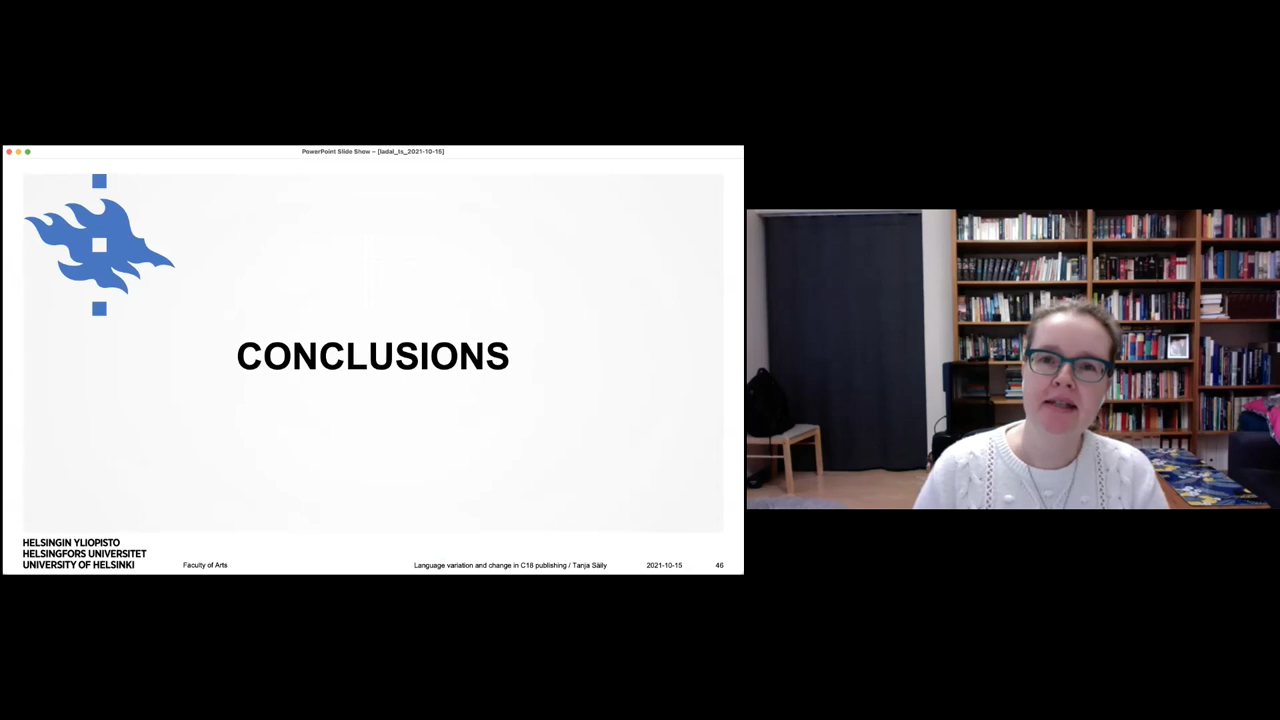 PowerPoint Slide Show – [ladal_ts_2021-10-15]
CONCLUSIONS
HELSINGIN YLIOPISTO
HELSINGFORS UNIVERSITET
UNIVERSITY OF HELSINKI
Faculty of Arts
Language variation and change in C18 publishing / Tanja Säily
2021-10-15
46